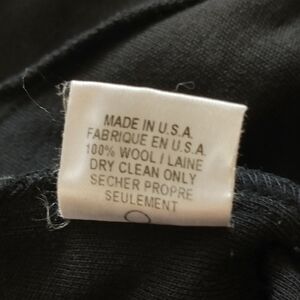 MADE IN U.S.A.
FABRIQUE EN U.S.A.
100% WOOL / LAINE
DRY CLEAN ONLY
SECHER PROPRE
SEULEMENT